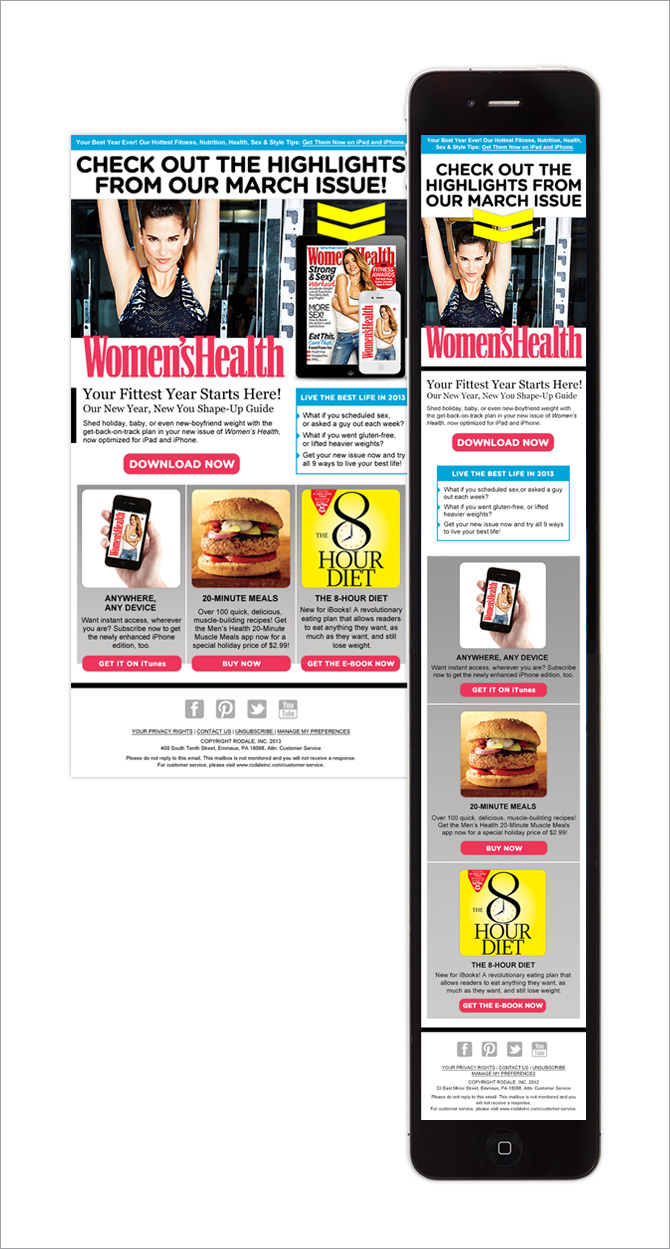 Your Best Year Ever! Our Hottest Fitness, Nutrition, Health, Sex & Style Tips: Get Them Now on iPad and iPhone.
CHECK OUT THE HIGHLIGHTS
FROM OUR MARCH ISSUE!
Women'sHealth
Strong
& Sexy
Workout
FITNESS
AWARDS
MORE
SEX!
Eat This,
Women'sHealth
Women'sHealth
Your Fittest Year Starts Here!
Our New Year, New You Shape-Up Guide
Shed holiday, baby, or even new-boyfriend weight with the
get-back-on-track plan in your new issue of Women's Health,
now optimized for iPad and iPhone.
DOWNLOAD NOW
LIVE THE BEST LIFE IN 2013
What if you scheduled sex,
or asked a guy out each week?
What if you went gluten-free,
or lifted heavier weights?
Get your new issue now and try
all 9 ways to live your best life!
Women'sHealth
ANYWHERE,
ANY DEVICE
Want instant access, wherever
you are? Subscribe now to get
the newly enhanced iPhone
edition, too.
GET IT ON iTunes
20-MINUTE MEALS
Over 100 quick, delicious,
muscle-building recipes! Get
the Men's Health 20-Minute
Muscle Meals app now for a
special holiday price of $2.99!
BUY NOW
THE 8
HOUR
DIET
THE 8-HOUR DIET
New for iBooks! A revolutionary
eating plan that allows readers
to eat anything they want, as
much as they want, and still
lose weight.
GET THE E-BOOK NOW
f
You
Tube
YOUR PRIVACY RIGHTS | CONTACT US | UNSUBSCRIBE | MANAGE MY PREFERENCES
COPYRIGHT RODALE, INC. 2013
400 South Tenth Street, Emmaus, PA 18098, Attn: Customer Service
Please do not reply to this email. This mailbox is not monitored and you will not receive a response.
For customer service, please visit www.rodaleinc.com/customer-service.
Your Best Year Ever! Our Hottest Fitness, Nutrition, Health,
Sex & Style Tips: Get Them Now on iPad and iPhone.
CHECK OUT THE
HIGHLIGHTS FROM
OUR MARCH ISSUE
Women'sHealth
Your Fittest Year Starts Here!
Our New Year, New You Shape-Up Guide
Shed holiday, baby, or even new-boyfriend weight with the
get-back-on-track plan in your new issue of Women's Health,
now optimized for iPad and iPhone.
DOWNLOAD NOW
LIVE THE BEST LIFE IN 2013
What if you scheduled sex,or asked a guy
out each week?
What if you went gluten-free, or lifted
heavier weights?
Get your new issue now and try all 9 ways
to live your best life!
Women'sHealth
ANYWHERE, ANY DEVICE
Want instant access, wherever you are? Subscribe
now to get the newly enhanced iPhone edition, too.
GET IT ON iTunes
20-MINUTE MEALS
Over 100 quick, delicious, muscle-building recipes!
Get the Men's Health 20-Minute Muscle Meals
app now for a special holiday price of $2.99!
BUY NOW
THE 8
HOUR
DIET
THE 8-HOUR DIET
New for iBooks! A revolutionary eating plan that
allows readers to eat anything they want, as
much as they want, and still lose weight.
GET THE E-BOOK NOW
f
You
Tube
YOUR PRIVACY RIGHTS | CONTACT US | UNSUBSCRIBE
MANAGE MY PREFERENCES
COPYRIGHT RODALE, INC. 2012
33 East Minor Street, Emmaus, PA 18098, Attn: Customer Service
Please do not reply to this email. This mailbox is not monitored and you
will not receive a response.
For customer service, please visit www.rodaleinc.com/customer-service.